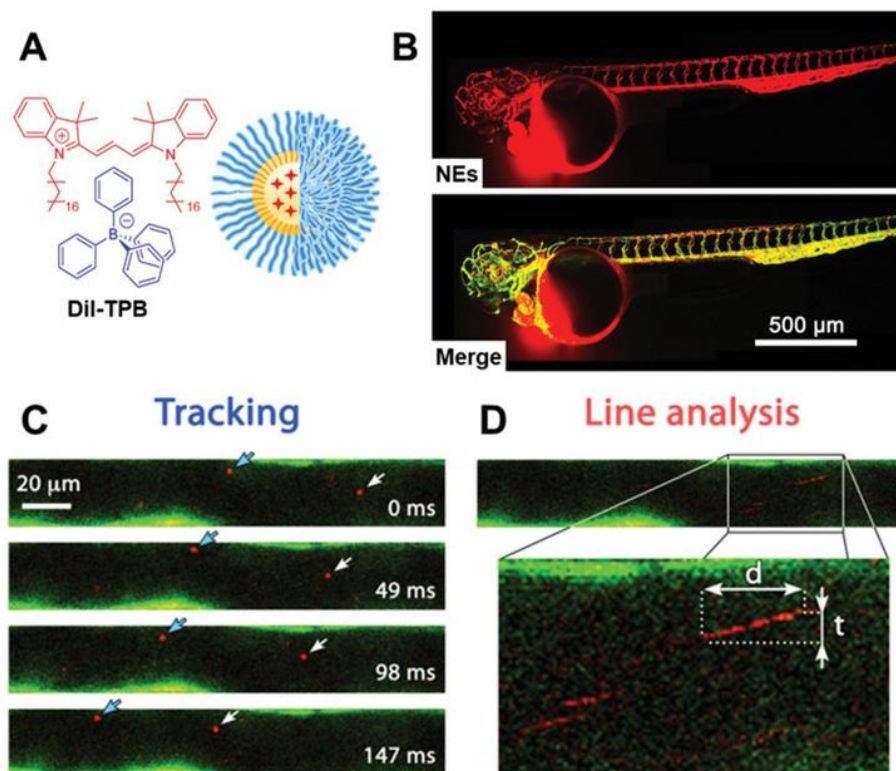 A
B
N
⊕
N
16
16
B
⊖
Dil-TPB
NEs
Merge
500 µm
C
Tracking
20 µm
0 ms
49 ms
98 ms
147 ms
D
Line analysis
d
t